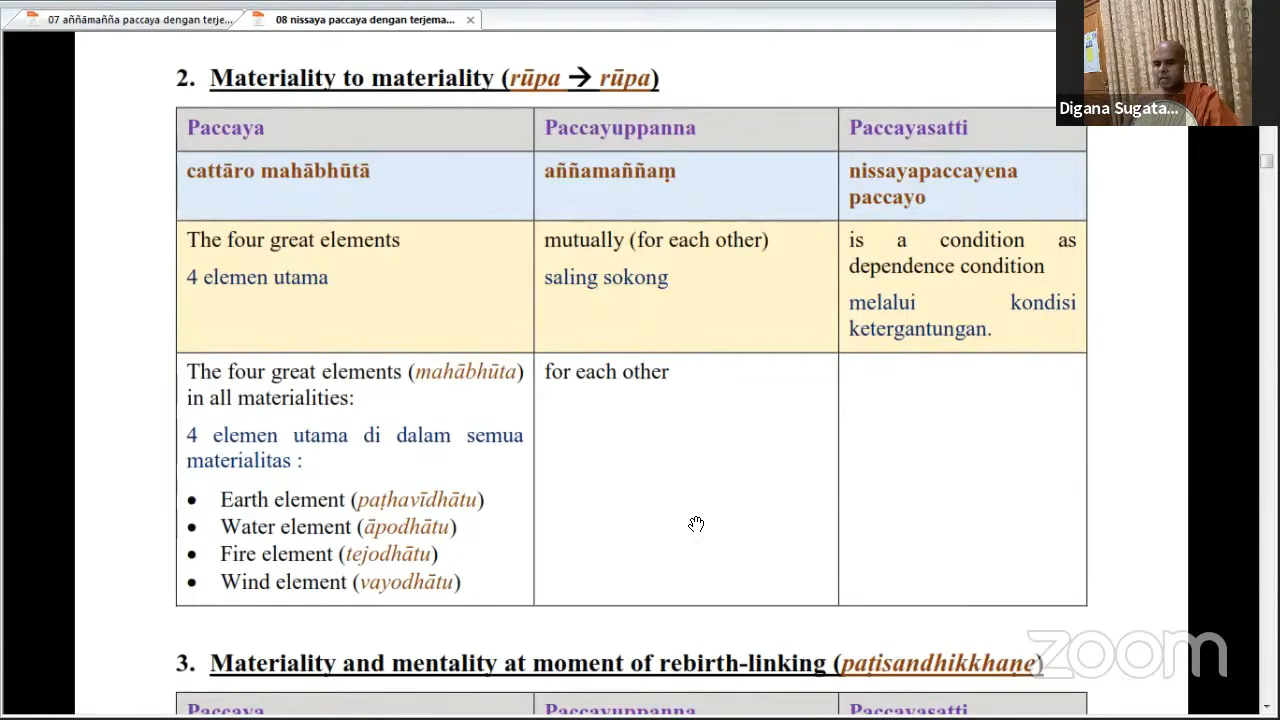 07 aññāmañña paccaya dengan terje...
08 nissaya paccaya dengan terjema...
Digana Sugata...
2. Materiality to materiality (rūpa → rūpa)
Paccaya
Paccayuppanna
Paccayasatti
cattāro mahābhūtā
aññamaññaṃ
nissayapaccayena
paccayo
The four great elements
4 elemen utama
mutually (for each other)
saling sokong
is a condition as
dependence condition
melalui kondisi
ketergantungan.
The four great elements (mahābhūta)
in all materialities:
4 elemen utama di dalam semua
materialitas :
• Earth element (paṭhavīdhātu)
• Water element (āpodhātu)
• Fire element (tejodhātu)
• Wind element (vayodhātu)
for each other
zoom
3. Materiality and mentality at moment of rebirth-linking (paṭisandhikkhaṇe)
Paccaya
Paccayuppanna
Paccayasatti